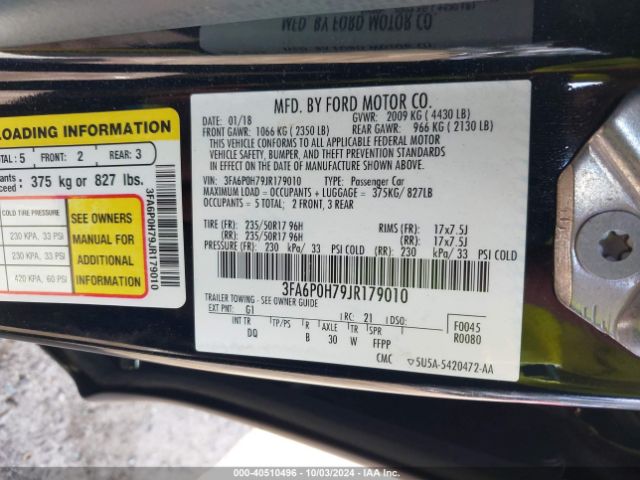 MFD. BY FORD MOTOR CO.
MFD. BY FORD MOTOR CO.
DATE: 01/18
GVWR: 2009 KG ( 4430 LB)
FRONT GAWR: 1066 KG ( 2350 LB)
REAR GAWR: 966 KG ( 2130 LB)
THIS VEHICLE CONFORMS TO ALL APPLICABLE FEDERAL MOTOR
VEHICLE SAFETY, BUMPER, AND THEFT PREVENTION STANDARDS
IN EFFECT ON THE DATE OF MANUFACTURE SHOWN ABOVE.
VIN: 3FA6P0H79JR179010 TYPE: Passenger Car
MAXIMUM LOAD = OCCUPANTS + LUGGAGE = 375KG/ 827LB
OCCUPANTS = 5 TOTAL; 2 FRONT, 3 REAR
TIRE (FR): 235/50R17 96H RIMS (FR): 17x7.5J
(RR): 235/50R17 96H (RR): 17x7.5J
PRESSURE (FR): 230 kPa/ 33 PSI COLD (RR): 230 kPa/ 33 PSI COLD
3FA6P0H79JR179010
TRAILER TOWING - SEE OWNER GUIDE
EXT PNT: G1 RC: 21 DSO: F0045
INT TR TP/PS R AXLE TR SPR R0080
DQ B 30 W FFPP
CMC 5U5A-5420472-AA
LOADING INFORMATION
5 FRONT: 2 REAR: 3
375 kg or 827 lbs.
COLD TIRE PRESSURE
230 KPA, 33 PSI
230 KPA, 33 PSI
420 KPA, 60 PSI
SEE OWNERS
MANUAL FOR
ADDITIONAL
INFORMATION
3FA6P0H79JR179010
000-40510496 - 10/03/2024 - IAAI.COM